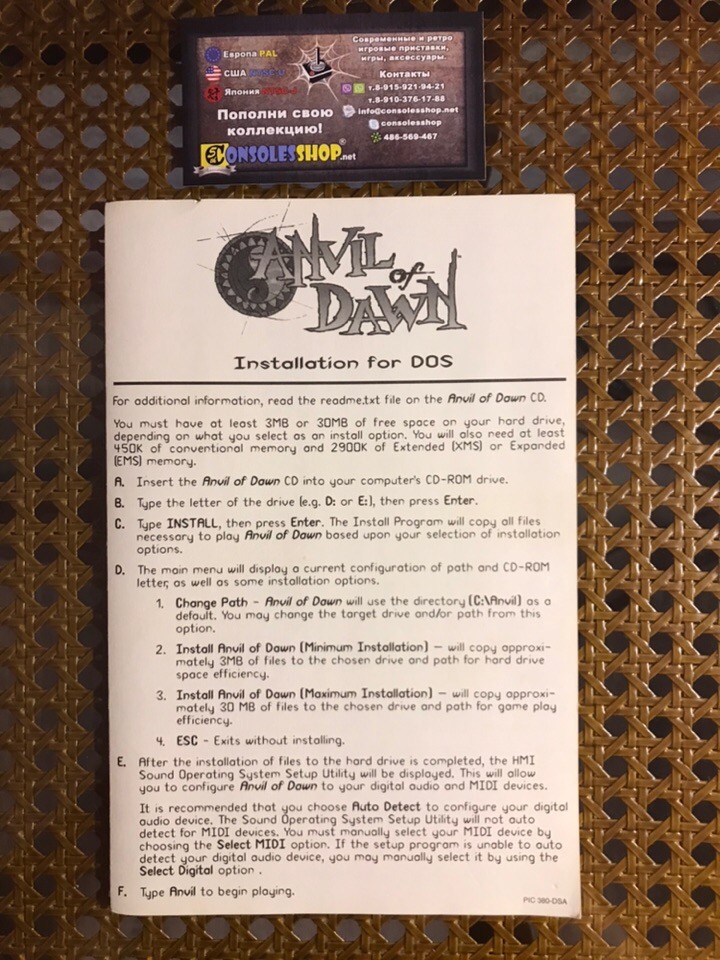 Современные и ретро
игровые приставки,
игры, аксессуары.
Европа PAL
США NTSC-U
Япония NTSC-J
Контакты
т.8-915-921-94-21
т.8-910-376-17-88
info@consolesshop.net
consolesshop
486-569-467
Пополни свою
коллекцию!
CONSOLESSHOP.net®
ANVIL
of
DAWN
Installation for DOS
For additional information, read the readme.txt file on the Anvil of Dawn CD.
You must have at least 3MB or 30MB of free space on your hard drive,
depending on what you select as an install option. You will also need at least
450K of conventional memory and 2900K of Extended (XMS) or Expanded
(EMS) memory.
A. Insert the Anvil of Dawn CD into your computer's CD-ROM drive.
B. Type the letter of the drive (e.g. D: or E:), then press Enter.
C. Type INSTALL, then press Enter. The Install Program will copy all files
necessary to play Anvil of Dawn based upon your selection of installation
options.
D. The main menu will display a current configuration of path and CD-ROM
letter, as well as some installation options.
1. Change Path - Anvil of Dawn will use the directory (C:\Anvil) as a
default. You may change the target drive and/or path from this
option.
2. Install Anvil of Dawn (Minimum Installation) — will copy approxi-
mately 3MB of files to the chosen drive and path for hard drive
space efficiency.
3. Install Anvil of Dawn (Maximum Installation) — will copy approxi-
mately 30 MB of files to the chosen drive and path for game play
efficiency.
4. ESC - Exits without installing.
E. After the installation of files to the hard drive is completed, the HMI
Sound Operating System Setup Utility will be displayed. This will allow
you to configure Anvil of Dawn to your digital audio and MIDI devices.
It is recommended that you choose Auto Detect to configure your digital
audio device. The Sound Operating System Setup Utility will not auto
detect for MIDI devices. You must manually select your MIDI device by
choosing the Select MIDI option. If the setup program is unable to auto
detect your digital audio device, you may manually select it by using the
Select Digital option .
F. Type Anvil to begin playing.
PIC 380-DSA